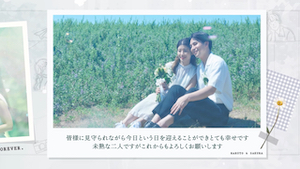 皆様に見守られながら今日という日を迎えることができとても幸せです
未熟な二人ですがこれからもよろしくお願いします
OREVER.